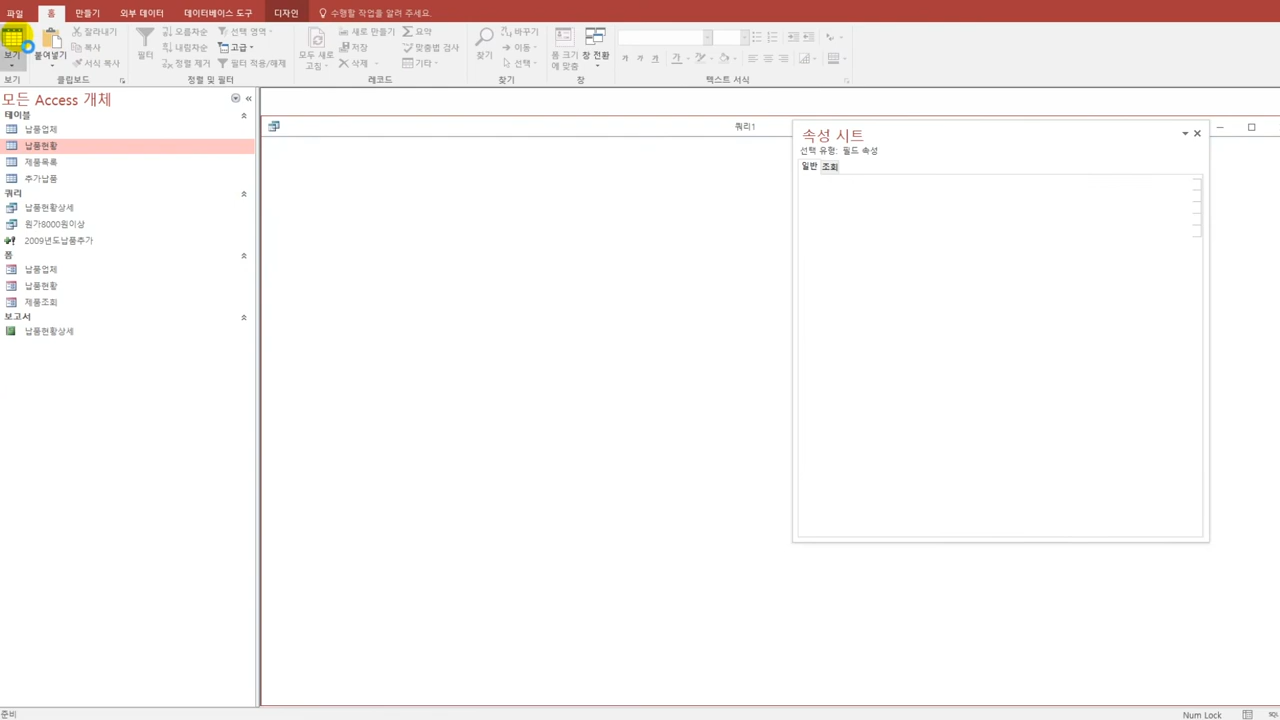 파일 홈 만들기 외부 데이터 데이터베이스 도구 디자인 수행할 작업을 알려 주세요.
보기
붙여넣기
잘라내기
복사
서식 복사
필터
오름차순
내림차순
정렬 제거
선택 영역
고급
필터 적용/해제
모두 새로
고침
새로 만들기
저장
삭제
요약
맞춤법 검사
기타
찾기
바꾸기
이동
선택
폼 크기
에 맞춤
창 전환
가 가 가 가
보기 클립보드 정렬 및 필터 레코드 찾기 창 텍스트 서식
모든 Access 개체
테이블
납품업체
납품현황
제품목록
추가납품
쿼리
납품현황상세
원가8000원이상
2009년도납품추가
폼
납품업체
납품현황
제품조회
보고서
납품현황상세
쿼리1
속성 시트
선택 유형: 필드 속성
일반 조회
준비
Num Lock
SQL